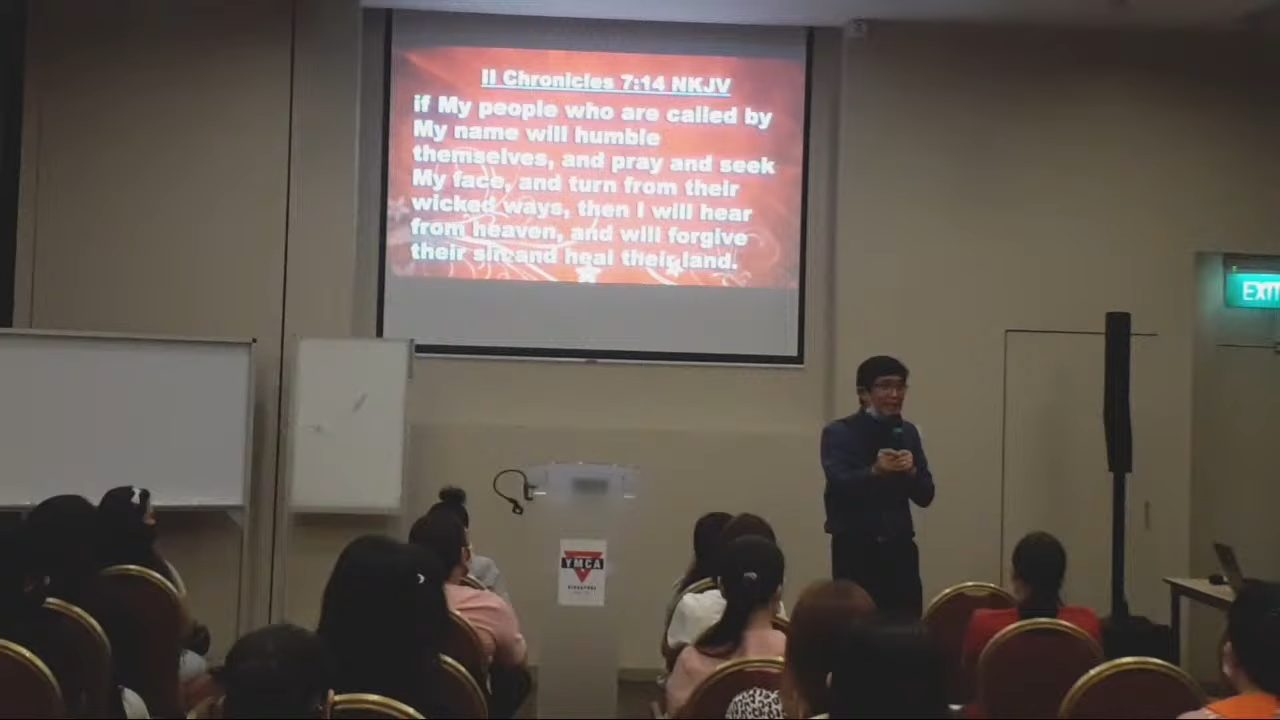 II Chronicles 7:14 NKJV
if My people who are called by
My name will humble
themselves, and pray and seek
My face, and turn from their
wicked ways, then I will hear
from heaven, and will forgive
their sin and heal their land.
EXIT
YMCA